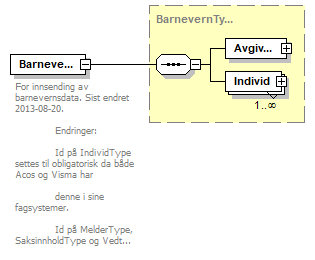 BarnevernTy...
Barneve...
Avgiv...
Individ
1..∞
For innsending av
barnevernsdata. Sist endret
2013-08-20.
Endringer:
Id på IndividType
settes til obligatorisk da både
Acos og Visma har
denne i sine
fagsystemer.
Id på MelderType,
SaksinnholdType og Vedt...